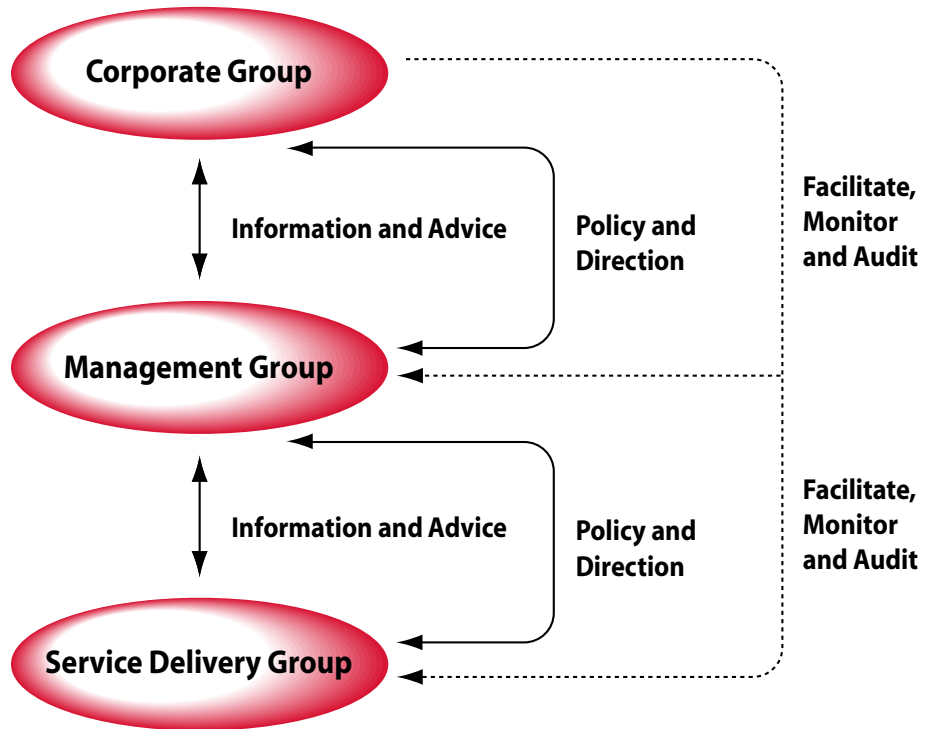 Corporate Group
Information and Advice
Policy and
Direction
Facilitate,
Monitor
and Audit
Management Group
Information and Advice
Policy and
Direction
Facilitate,
Monitor
and Audit
Service Delivery Group